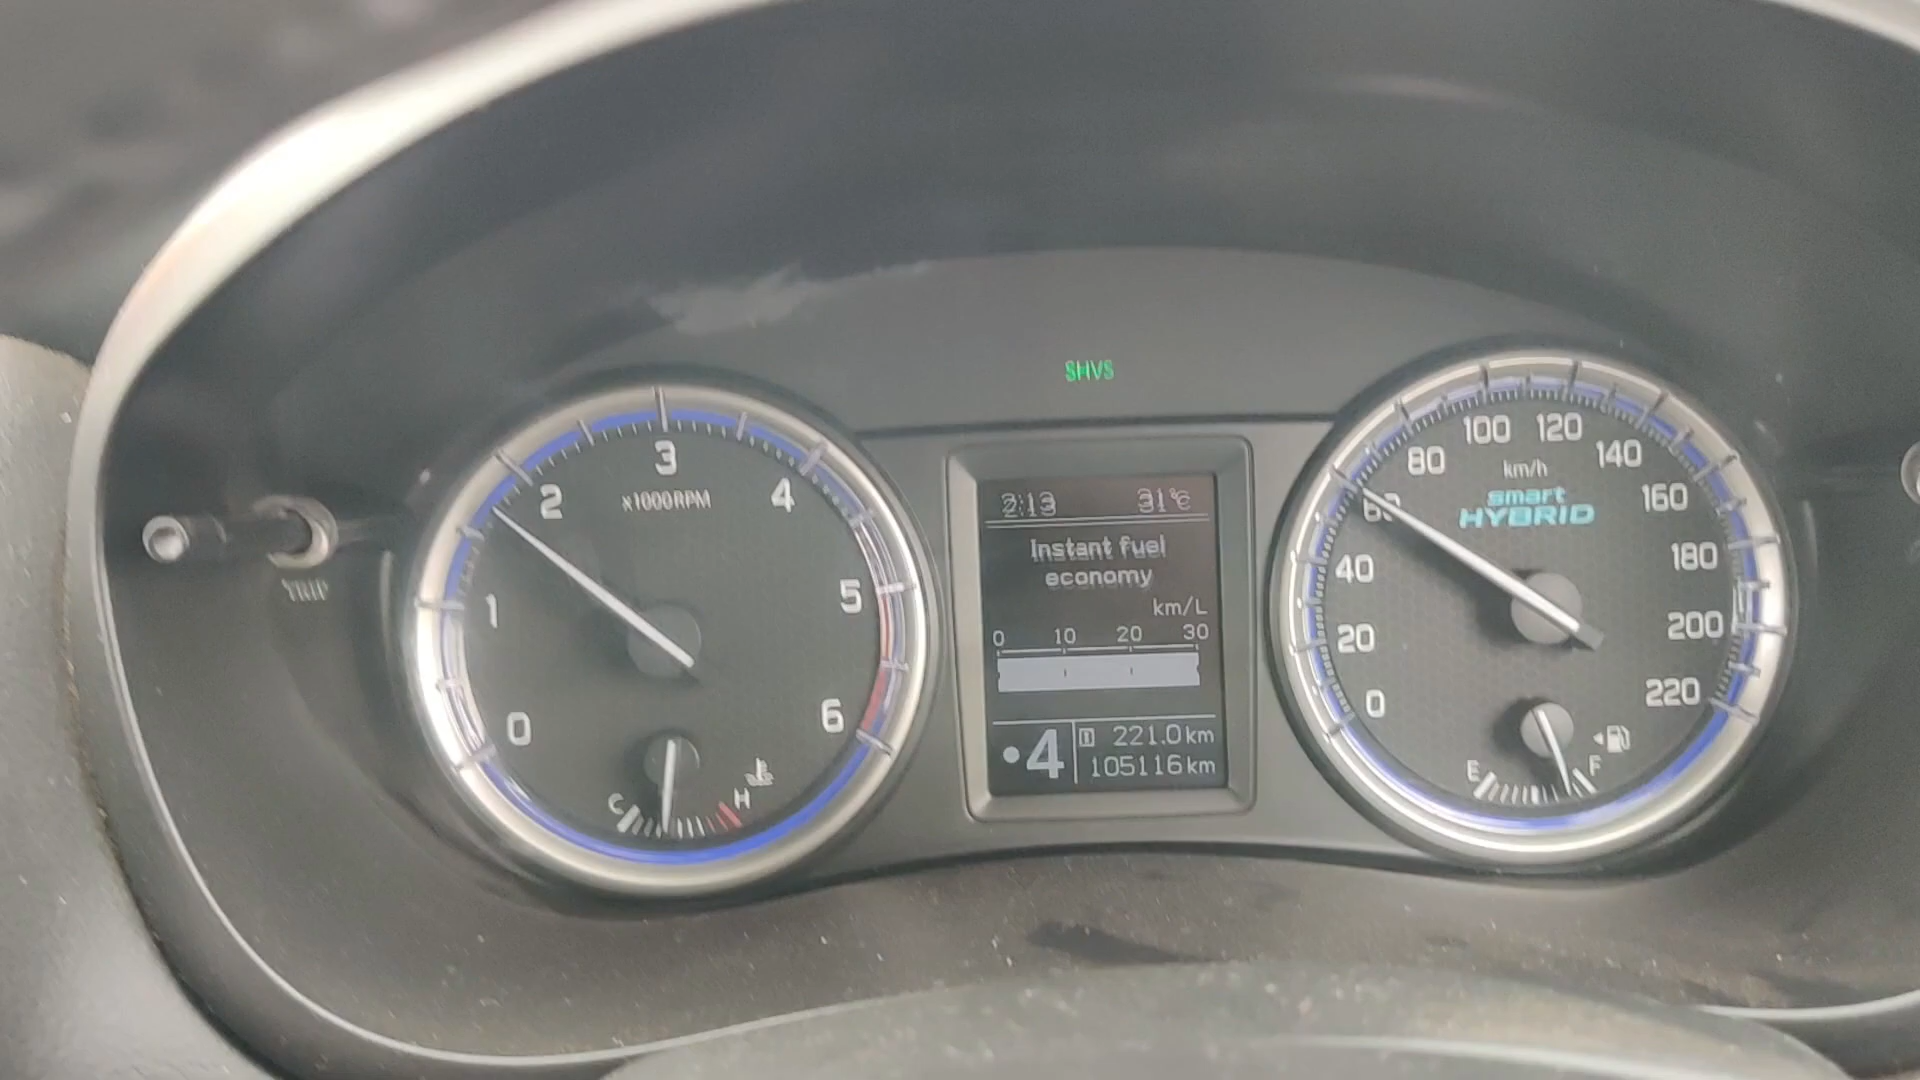 SHVS
0
1
2
3
4
5
6
x1000RPM
C
H
TRIP
2:13 31°C
Instant fuel
economy
km/L
0 10 20 30
•4
B 221.0 km
105116 km
0
20
40
60
80
100
120
140
160
180
200
220
km/h
smart
HYBRID
E
F